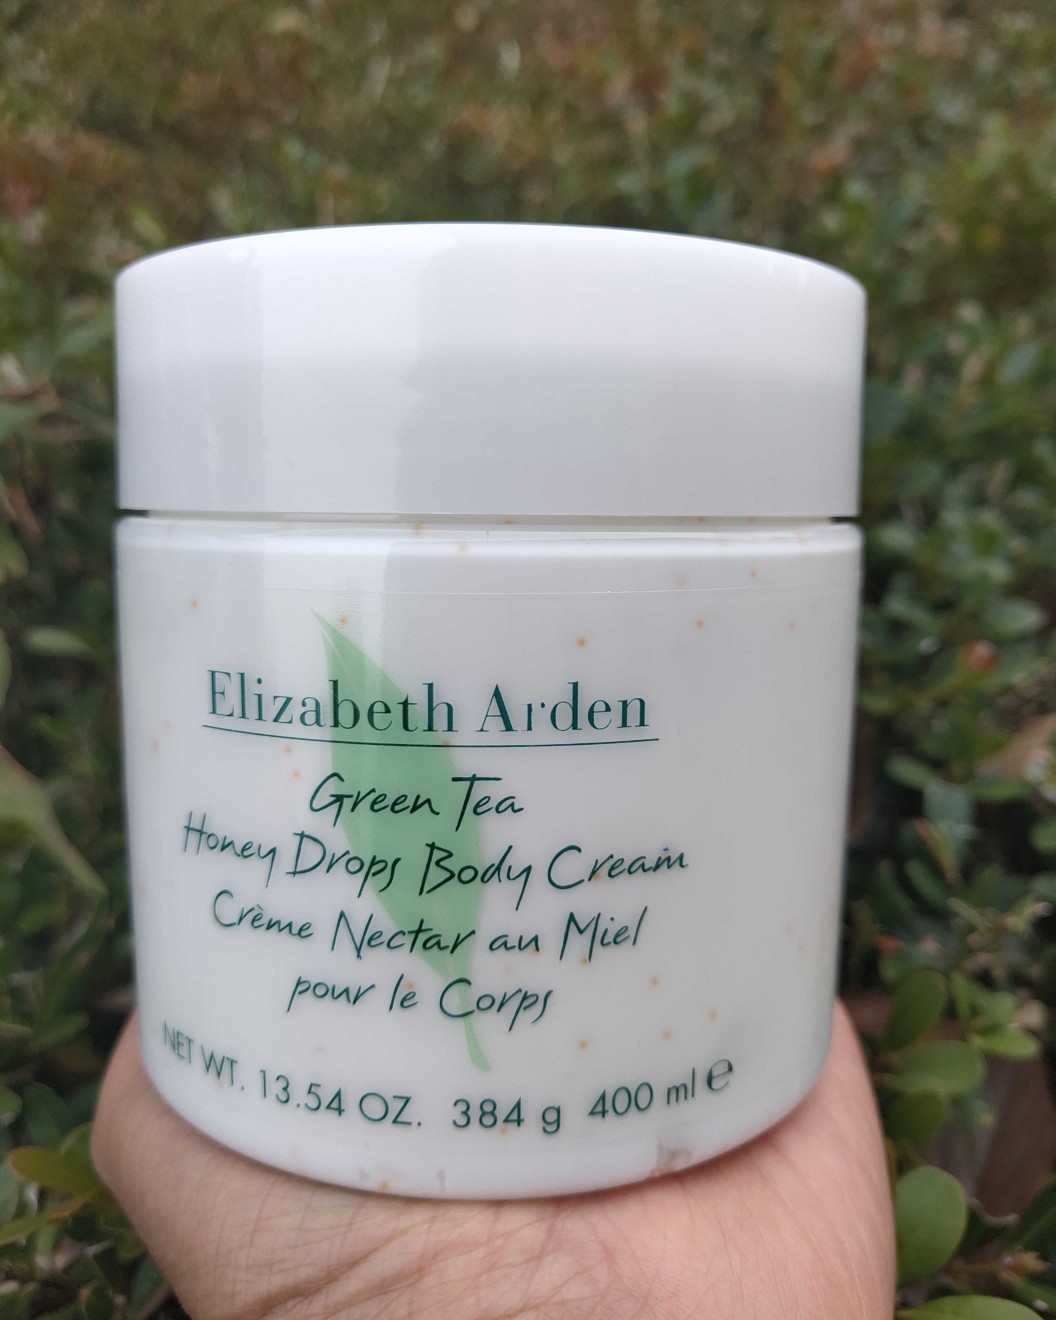 Elizabeth Arden
Green Tea
Honey Drops Body Cream
Crème Nectar au Miel
pour le Corps
NET WT. 13.54 OZ. 384 g 400 ml ℮